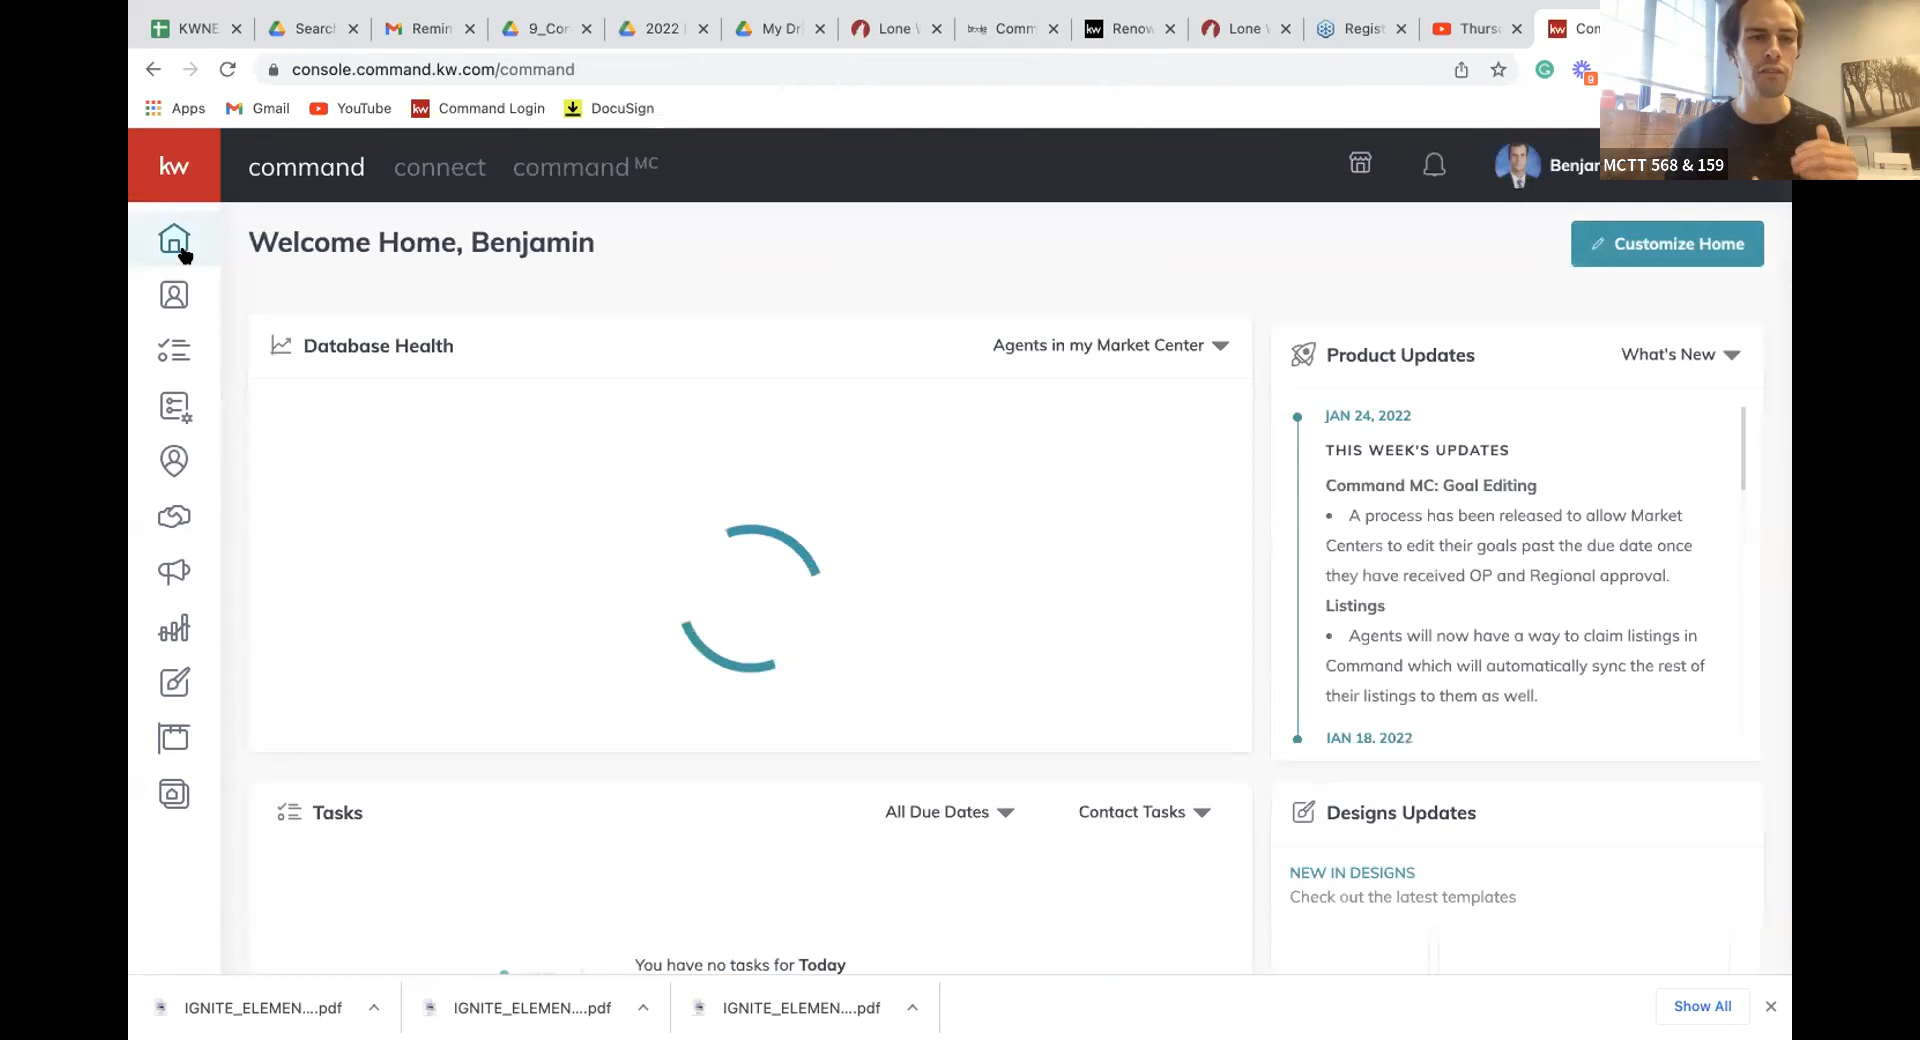 KWNE
Search
Remin
9_Cor
2022
My Dr
Lone
Comm
kw
Renov
Lone
Regist
Thurs
kw
Con
console.command.kw.com/command
9
Apps
Gmail
YouTube
kw
Command Login
DocuSign
kw
command
connect
command MC
Benjar
MCTT 568 & 159
Welcome Home, Benjamin
Customize Home
Database Health
Agents in my Market Center
Product Updates
What's New
JAN 24, 2022
THIS WEEK'S UPDATES
Command MC: Goal Editing
• A process has been released to allow Market
Centers to edit their goals past the due date once
they have received OP and Regional approval.
Listings
• Agents will now have a way to claim listings in
Command which will automatically sync the rest of
their listings to them as well.
JAN 18, 2022
Tasks
All Due Dates
Contact Tasks
You have no tasks for Today
Designs Updates
NEW IN DESIGNS
Check out the latest templates
IGNITE_ELEMEN....pdf
IGNITE_ELEMEN....pdf
IGNITE_ELEMEN....pdf
Show All